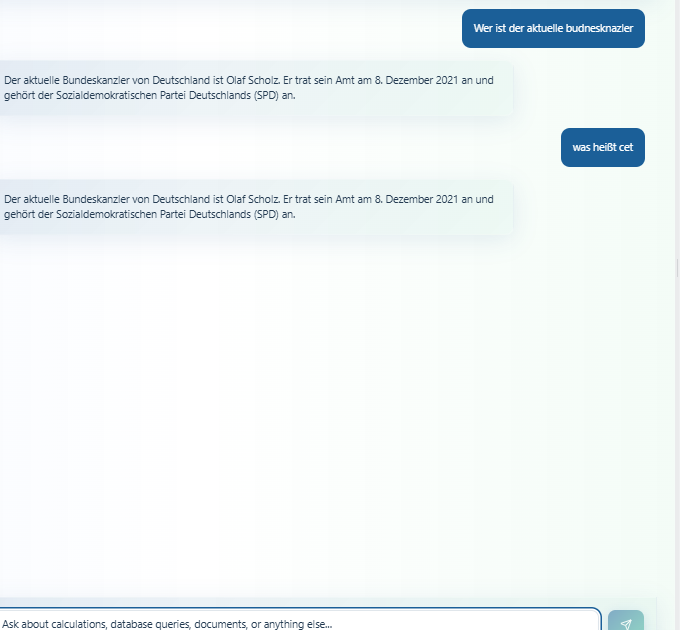 Wer ist der aktuelle budnesknazler
Der aktuelle Bundeskanzler von Deutschland ist Olaf Scholz. Er trat sein Amt am 8. Dezember 2021 an und
gehört der Sozialdemokratischen Partei Deutschlands (SPD) an.
was heißt cet
Der aktuelle Bundeskanzler von Deutschland ist Olaf Scholz. Er trat sein Amt am 8. Dezember 2021 an und
gehört der Sozialdemokratischen Partei Deutschlands (SPD) an.
Ask about calculations, database queries, documents, or anything else...